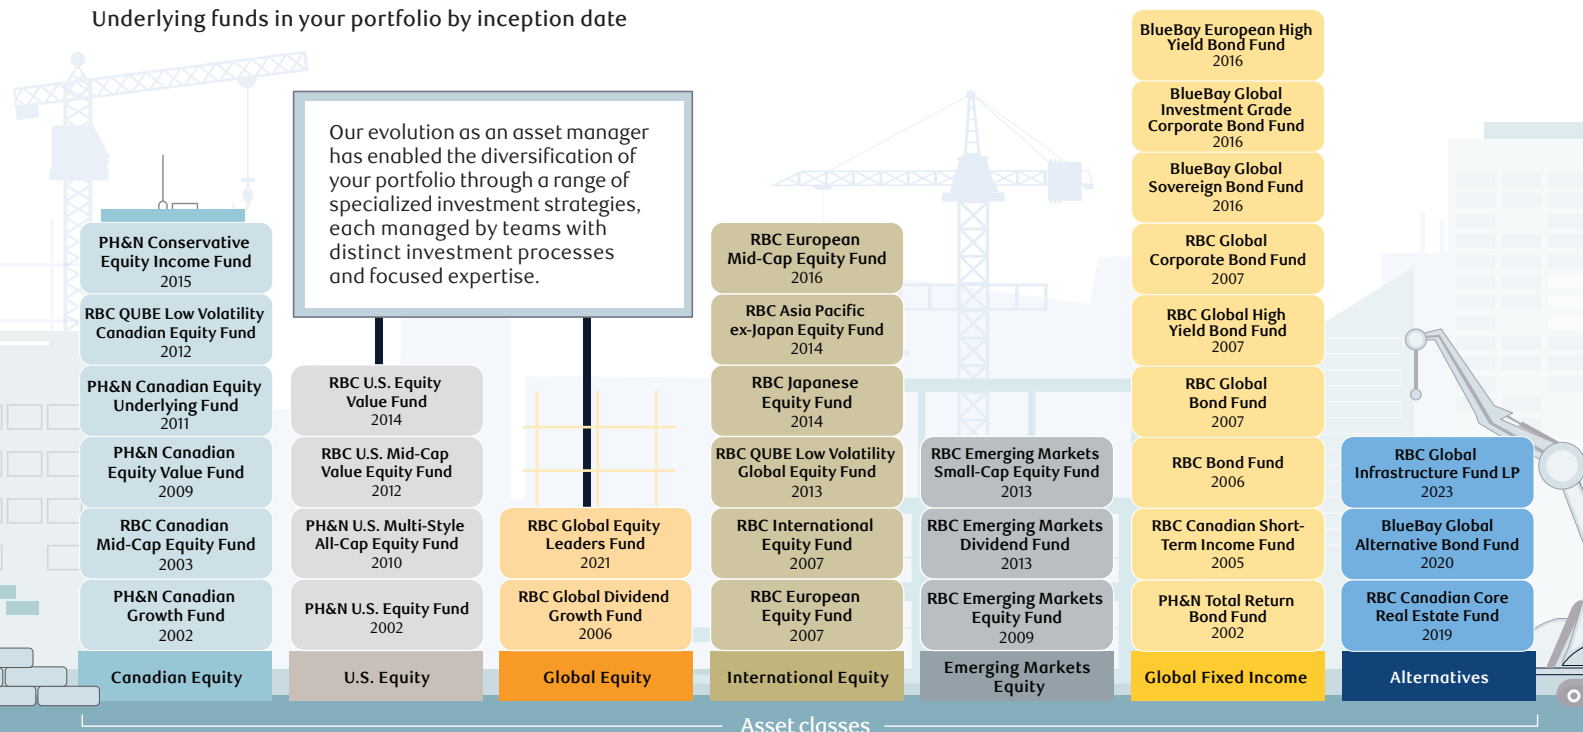 Underlying funds in your portfolio by inception date
Our evolution as an asset manager
has enabled the diversification of
your portfolio through a range of
specialized investment strategies,
each managed by teams with
distinct investment processes
and focused expertise.
PH&N Conservative
Equity Income Fund
2015
RBC QUBE Low Volatility
Canadian Equity Fund
2012
PH&N Canadian Equity
Underlying Fund
2011
PH&N Canadian
Equity Value Fund
2009
RBC Canadian
Mid-Cap Equity Fund
2003
PH&N Canadian
Growth Fund
2002
Canadian Equity
RBC U.S. Equity
Value Fund
2014
RBC U.S. Mid-Cap
Value Equity Fund
2012
PH&N U.S. Multi-Style
All-Cap Equity Fund
2010
PH&N U.S. Equity Fund
2002
U.S. Equity
RBC Global Equity
Leaders Fund
2021
RBC Global Dividend
Growth Fund
2006
Global Equity
RBC European
Mid-Cap Equity Fund
2016
RBC Asia Pacific
ex-Japan Equity Fund
2014
RBC Japanese
Equity Fund
2014
RBC QUBE Low Volatility
Global Equity Fund
2013
RBC International
Equity Fund
2007
RBC European
Equity Fund
2007
International Equity
RBC Emerging Markets
Small-Cap Equity Fund
2013
RBC Emerging Markets
Dividend Fund
2013
RBC Emerging Markets
Equity Fund
2009
Emerging Markets
Equity
BlueBay European High
Yield Bond Fund
2016
BlueBay Global
Investment Grade
Corporate Bond Fund
2016
BlueBay Global
Sovereign Bond Fund
2016
RBC Global
Corporate Bond Fund
2007
RBC Global High
Yield Bond Fund
2007
RBC Global
Bond Fund
2007
RBC Bond Fund
2006
RBC Canadian Short-
Term Income Fund
2005
PH&N Total Return
Bond Fund
2002
Global Fixed Income
RBC Global
Infrastructure Fund LP
2023
BlueBay Global
Alternative Bond Fund
2020
RBC Canadian Core
Real Estate Fund
2019
Alternatives
Asset classes